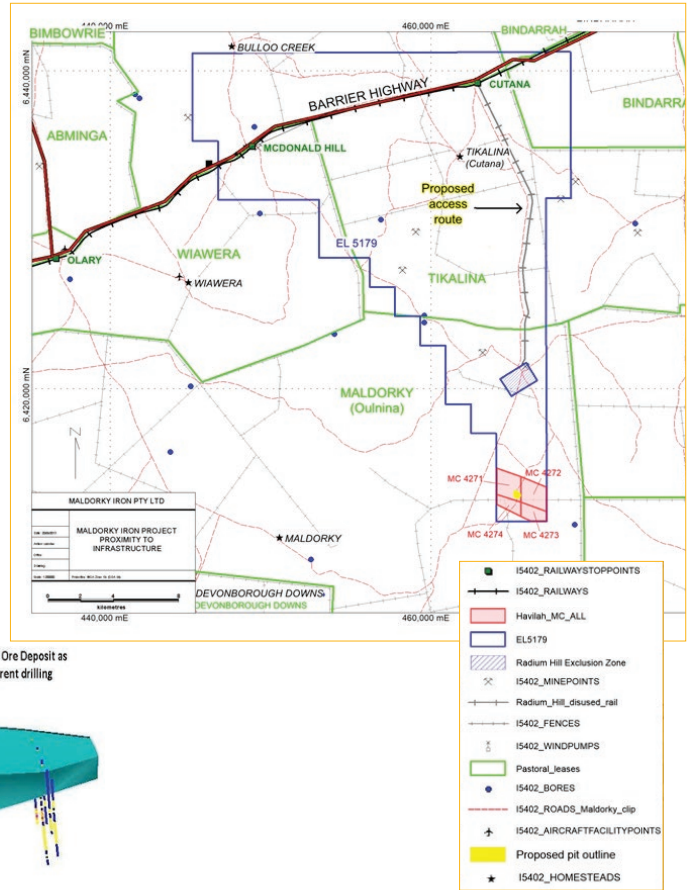 440,000 mE
460,000 mE
BIMBOWRIE
BULLOO CREEK
BINDARRAH
6,440,000 mN
BARRIER HIGHWAY
CUTANA
BINDARRA
ABMINGA
MCDONALD HILL
TIKALINA
(Cutana)
Proposed
access
route
EL 5179
WIAWERA
OLARY
WIAWERA
TIKALINA
6,420,000 mN
MALDORKY
(Oulnina)
MC 4271
MC 4272
MC 4274
MC 4273
MALDORKY IRON PTY LTD
MALDORKY IRON PROJECT
PROXIMITY TO
INFRASTRUCTURE
kilometres
MALDORKY
DEVONBOROUGH DOWNS
DEVONBOROUGH DOWNS
440,000 mE
460,000 mE
I5402_RAILWAYSTOPPOINTS
I5402_RAILWAYS
Havilah_MC_ALL
EL5179
Radium Hill Exclusion Zone
I5402_MINEPOINTS
Radium_Hill_disused_rail
I5402_FENCES
I5402_WINDPUMPS
Pastoral_leases
I5402_BORES
I5402_ROADS_Maldorky_clip
I5402_AIRCRAFTFACILITYPOINTS
Proposed pit outline
I5402_HOMESTEADS
Ore Deposit as
rent drilling